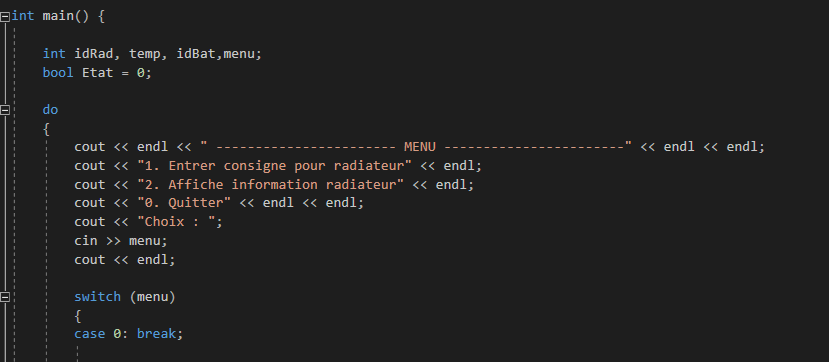 int main() {
int idRad, temp, idBat,menu;
bool Etat = 0;
do
{
cout << endl << " ----------------------- MENU -----------------------" << endl << endl;
cout << "1. Entrer consigne pour radiateur" << endl;
cout << "2. Affiche information radiateur" << endl;
cout << "0. Quitter" << endl << endl;
cout << "Choix : ";
cin >> menu;
cout << endl;
switch (menu)
{
case 0: break;